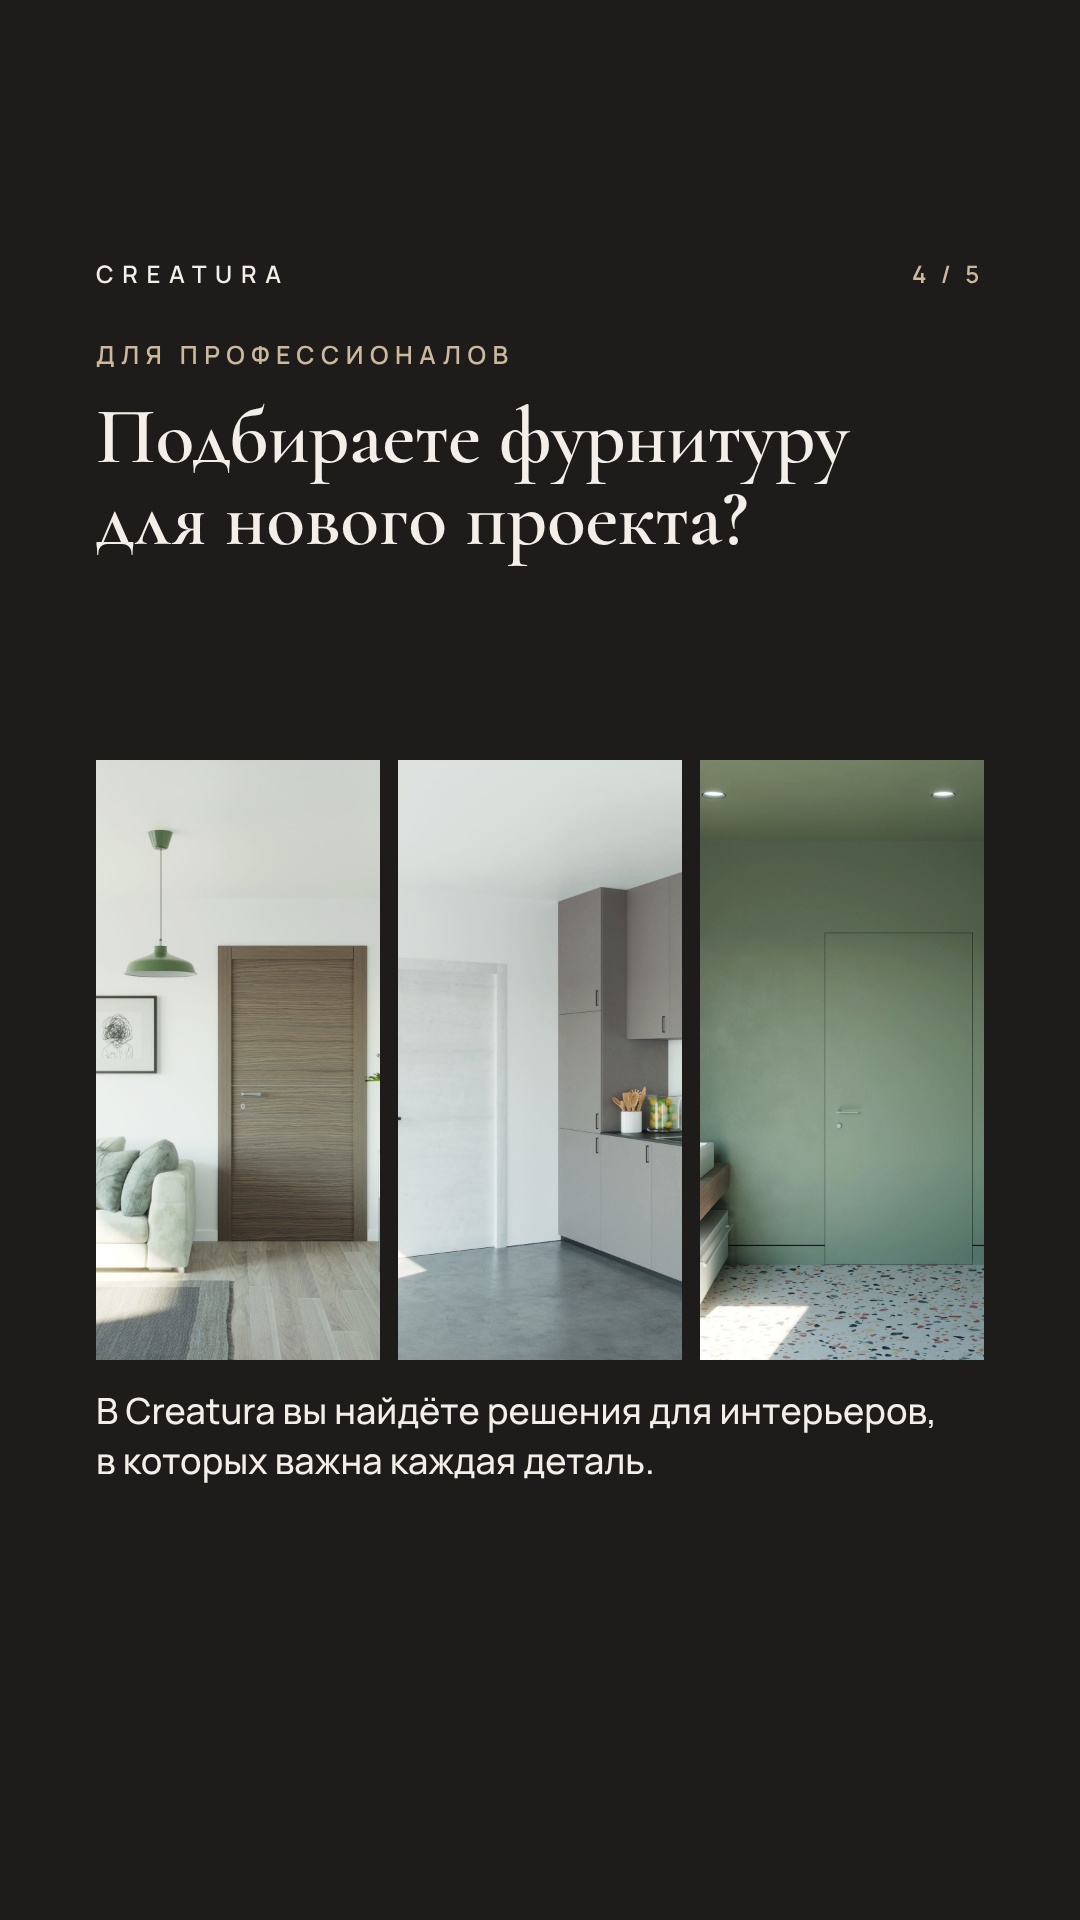 CREATURA
4 / 5
ДЛЯ ПРОФЕССИОНАЛОВ
Подбираете фурнитуру
для нового проекта?
В Creatura вы найдёте решения для интерьеров,
в которых важна каждая деталь.